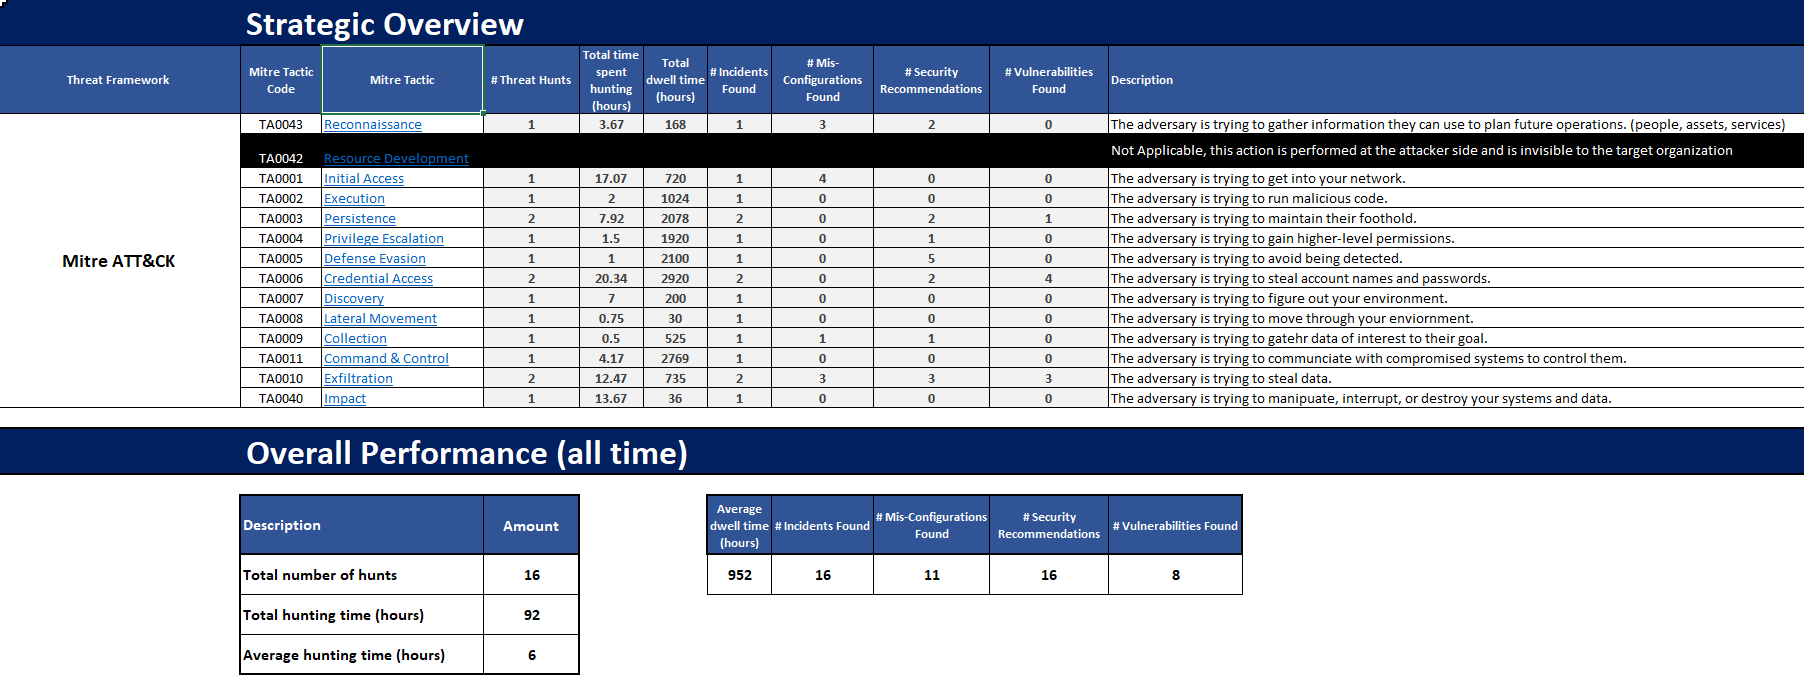 Strategic Overview
Threat Framework Mitre Tactic Code Mitre Tactic # Threat Hunts Total time spent hunting (hours) Total dwell time (hours) # Incidents Found # Mis-Configurations Found # Security Recommendations # Vulnerabilities Found Description
TA0043 Reconnaissance 1 3.67 168 1 3 2 0 The adversary is trying to gather information they can use to plan future operations. (people, assets, services)
TA0042 Resource Development Not Applicable, this action is performed at the attacker side and is invisible to the target organization
TA0001 Initial Access 1 17.07 720 1 4 0 0 The adversary is trying to get into your network.
TA0002 Execution 1 2 1024 1 0 0 0 The adversary is trying to run malicious code.
TA0003 Persistence 2 7.92 2078 2 0 2 1 The adversary is trying to maintain their foothold.
TA0004 Privilege Escalation 1 1.5 1920 1 0 1 0 The adversary is trying to gain higher-level permissions.
Mitre ATT&CK TA0005 Defense Evasion 1 1 2100 1 0 5 0 The adversary is trying to avoid being detected.
TA0006 Credential Access 2 20.34 2920 2 0 2 4 The adversary is trying to steal account names and passwords.
TA0007 Discovery 1 7 200 1 0 0 0 The adversary is trying to figure out your environment.
TA0008 Lateral Movement 1 0.75 30 1 0 0 0 The adversary is trying to move through your enviornment.
TA0009 Collection 1 0.5 525 1 1 1 0 The adversary is trying to gatehr data of interest to their goal.
TA0011 Command & Control 1 4.17 2769 1 0 0 0 The adversary is trying to communciate with compromised systems to control them.
TA0010 Exfiltration 2 12.47 735 2 3 3 3 The adversary is trying to steal data.
TA0040 Impact 1 13.67 36 1 0 0 0 The adversary is trying to manipuate, interrupt, or destroy your systems and data.
Overall Performance (all time)
Description Amount
Total number of hunts 16
Total hunting time (hours) 92
Average hunting time (hours) 6
Average dwell time (hours) # Incidents Found # Mis-Configurations Found # Security Recommendations # Vulnerabilities Found
952 16 11 16 8